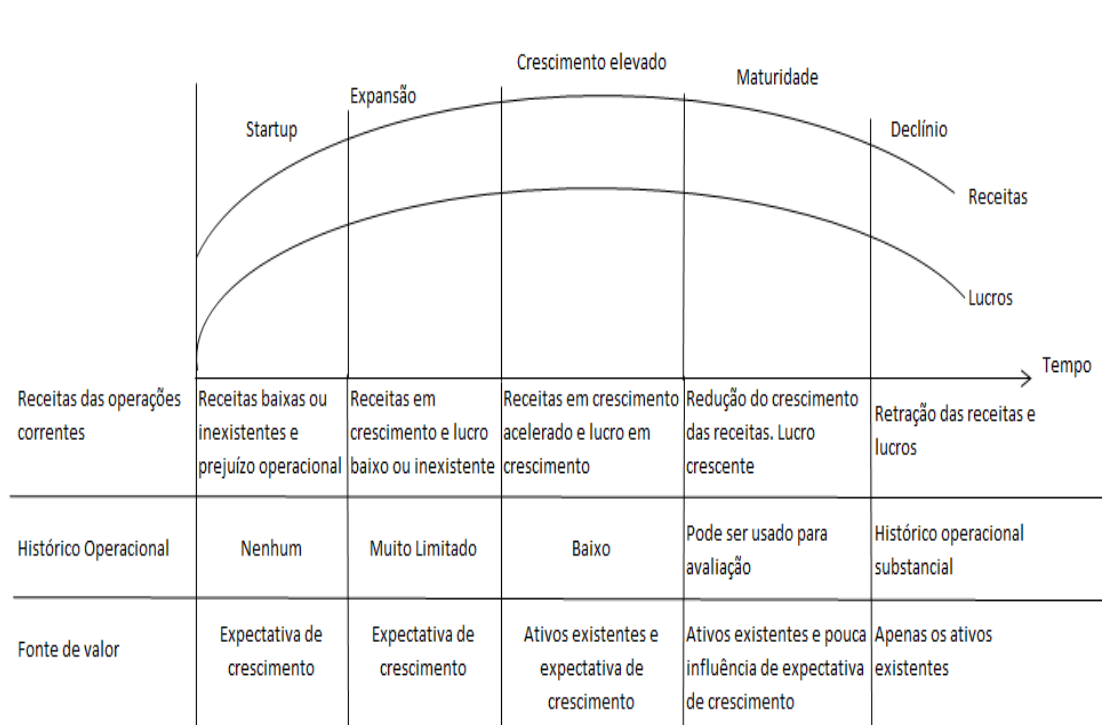 Crescimento elevado
Maturidade
Expansão
Startup
Declínio
Receitas
Lucros
Tempo
Receitas das operações
correntes
Receitas baixas ou
inexistentes e
prejuízo operacional
Receitas em
crescimento e lucro
baixo ou inexistente
Receitas em crescimento
acelerado e lucro em
crescimento
Redução do crescimento
das receitas. Lucro
crescente
Retração das receitas e
lucros
Histórico Operacional
Nenhum
Muito Limitado
Baixo
Pode ser usado para
avaliação
Histórico operacional
substancial
Fonte de valor
Expectativa de
crescimento
Expectativa de
crescimento
Ativos existentes e
expectativa de
crescimento
Ativos existentes e pouca
influência de expectativa
de crescimento
Apenas os ativos
existentes